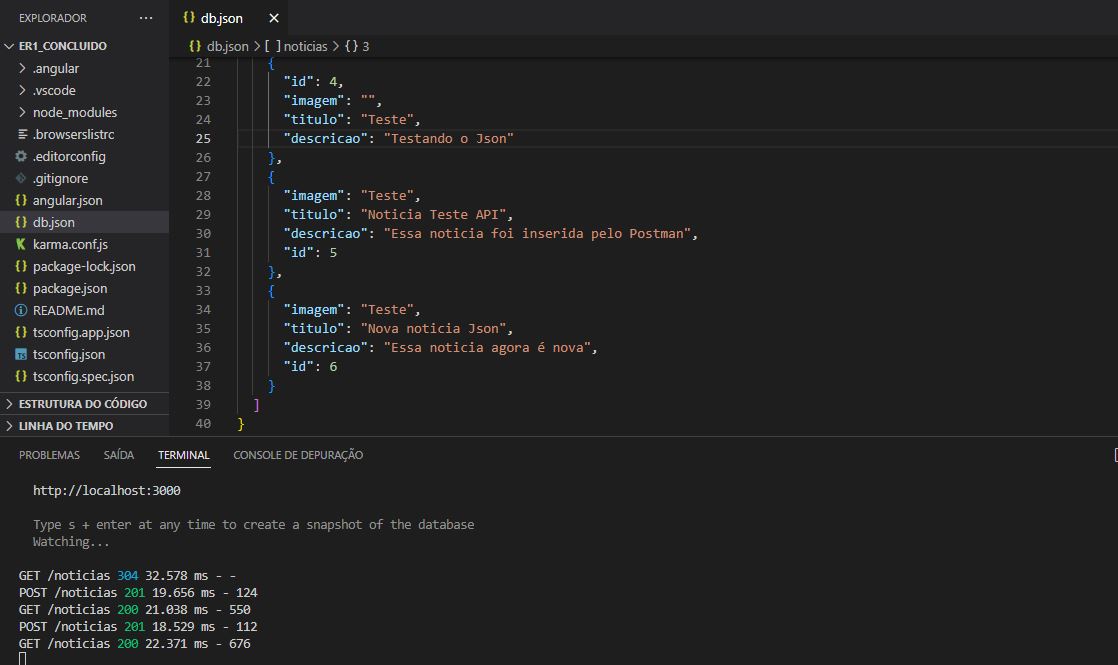 EXPLORADOR ···
ER1_CONCLUIDO
.angular
.vscode
node_modules
.browserslistrc
.editorconfig
.gitignore
angular.json
db.json
karma.conf.js
package-lock.json
package.json
README.md
tsconfig.app.json
tsconfig.json
tsconfig.spec.json
ESTRUTURA DO CÓDIGO
LINHA DO TEMPO
{} db.json ×
{} db.json > [ ] noticias > {} 3
21 {
22 "id": 4,
23 "imagem": "",
24 "titulo": "Teste",
25 "descricao": "Testando o Json"
26 },
27 {
28 "imagem": "Teste",
29 "titulo": "Noticia Teste API",
30 "descricao": "Essa noticia foi inserida pelo Postman",
31 "id": 5
32 },
33 {
34 "imagem": "Teste",
35 "titulo": "Nova noticia Json",
36 "descricao": "Essa noticia agora é nova",
37 "id": 6
38 }
39 ]
40 }
PROBLEMAS SAÍDA TERMINAL CONSOLE DE DEPURAÇÃO
http://localhost:3000
Type s + enter at any time to create a snapshot of the database
Watching...
GET /noticias 304 32.578 ms - -
POST /noticias 201 19.656 ms - 124
GET /noticias 200 21.038 ms - 550
POST /noticias 201 18.529 ms - 112
GET /noticias 200 22.371 ms - 676